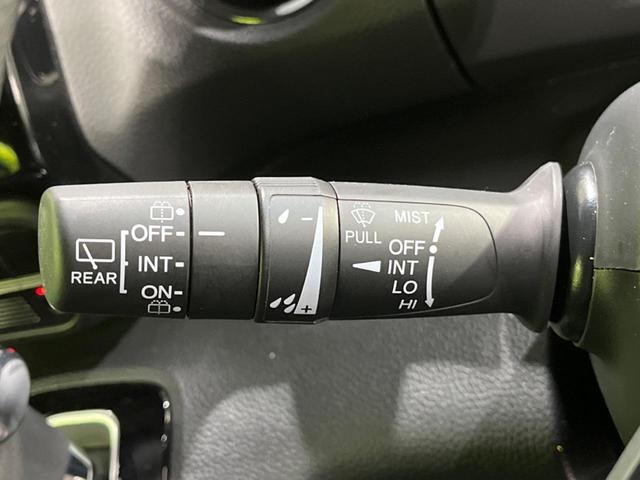 REAR
OFF
INT
ON
−
+
PULL
MIST
OFF
INT
LO
HI